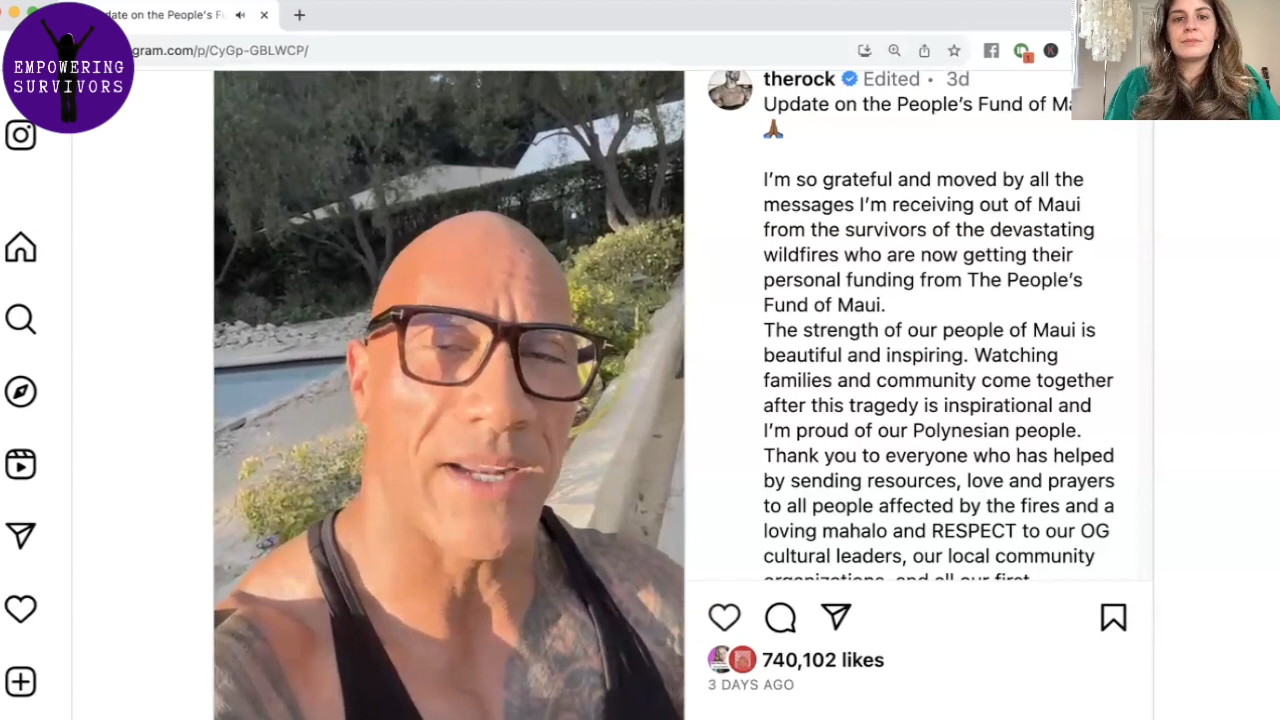 pdate on the People's F
EMPOWERING
SURVIVORS
gram.com/p/CyGp-GBLWCP/
therock Edited • 3d
Update on the People's Fund of M
I'm so grateful and moved by all the
messages I'm receiving out of Maui
from the survivors of the devastating
wildfires who are now getting their
personal funding from The People's
Fund of Maui.
The strength of our people of Maui is
beautiful and inspiring. Watching
families and community come together
after this tragedy is inspirational and
I'm proud of our Polynesian people.
Thank you to everyone who has helped
by sending resources, love and prayers
to all people affected by the fires and a
loving mahalo and RESPECT to our OG
cultural leaders, our local community
organizations, and all our first
740,102 likes
3 DAYS AGO